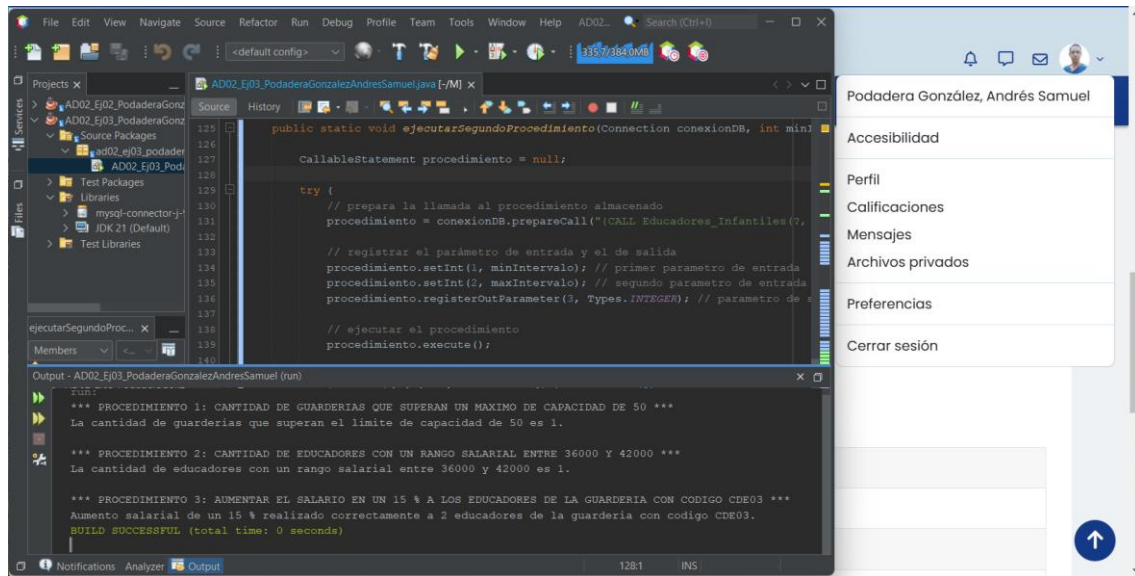 File Edit View Navigate Source Refactor Run Debug Profile Team Tools Window Help AD02... Search (Ctrl+I)
<default config>
335,7/384,0MB
Projects
AD02_Ej03_PodaderaGonzalezAndresSamuel.java [-/M]
Services
Files
AD02_Ej02_PodaderaGonz
AD02_Ej03_PodaderaGonz
Source Packages
ad02_ej03_podader
AD02_Ej03_Poda
Test Packages
Libraries
mysql-connector-j-
JDK 21 (Default)
Test Libraries
ejecutarSegundoProc...
Members
Source History
125 public static void ejecutarSegundoProcedimiento(Connection conexionDB, int minI
126
127 CallableStatement procedimiento = null;
128
129 try {
130 // prepara la llamada al procedimiento almacenado
131 procedimiento = conexionDB.prepareCall("{CALL Educadores_Infantiles(?,
132
133 // registrar el parámetro de entrada y el de salida
134 procedimiento.setInt(1, minIntervalo); // primer parametro de entrada
135 procedimiento.setInt(2, maxIntervalo); // segundo parametro de entrada
136 procedimiento.registerOutParameter(3, Types.INTEGER); // parametro de s
137
138 // ejecutar el procedimiento
139 procedimiento.execute();
140
Output - AD02_Ej03_PodaderaGonzalezAndresSamuel (run)
run:
*** PROCEDIMIENTO 1: CANTIDAD DE GUARDERIAS QUE SUPERAN UN MAXIMO DE CAPACIDAD DE 50 ***
La cantidad de guarderias que superan el limite de capacidad de 50 es 1.
*** PROCEDIMIENTO 2: CANTIDAD DE EDUCADORES CON UN RANGO SALARIAL ENTRE 36000 Y 42000 ***
La cantidad de educadores con un rango salarial entre 36000 y 42000 es 1.
*** PROCEDIMIENTO 3: AUMENTAR EL SALARIO EN UN 15 % A LOS EDUCADORES DE LA GUARDERIA CON CODIGO CDE03 ***
Aumento salarial de un 15 % realizado correctamente a 2 educadores de la guarderia con codigo CDE03.
BUILD SUCCESSFUL (total time: 0 seconds)
Notifications Analyzer Output
128:1 INS
Podadera González, Andrés Samuel
Accesibilidad
Perfil
Calificaciones
Mensajes
Archivos privados
Preferencias
Cerrar sesión